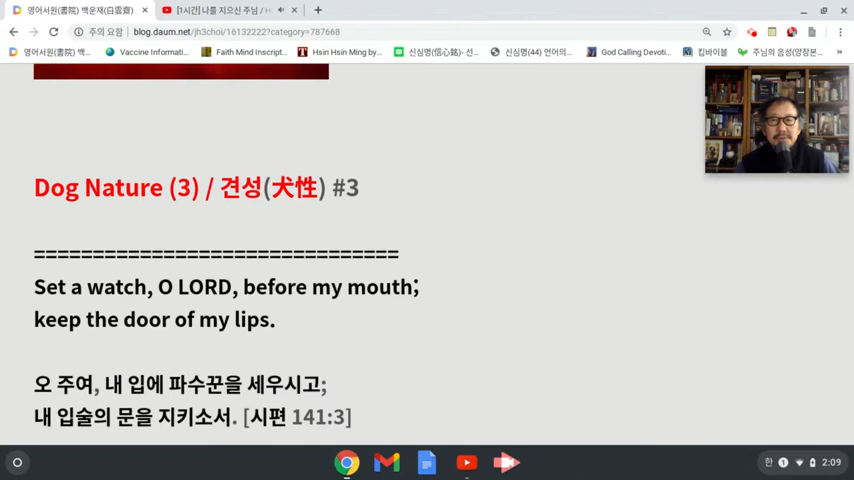 영어서원(書院) 백운재(白雲齋)
[1시간] 나를 지으신 주님 /
주의 요함
blog.daum.net/jh3choi/16132222?category=787668
영어서원(書院) 백...
Vaccine Informati...
Faith Mind Inscript...
Hsin Hsin Ming by...
신심명(信心銘)- 선...
신심명(44) 언어의...
God Calling Devoti...
킵바이블
주님의 음성(양장본...
Dog Nature (3) / 견성(犬性) #3
==============================
Set a watch, O LORD, before my mouth;
keep the door of my lips.
오 주여, 내 입에 파수꾼을 세우시고;
내 입술의 문을 지키소서. [시편 141:3]
한
2:09